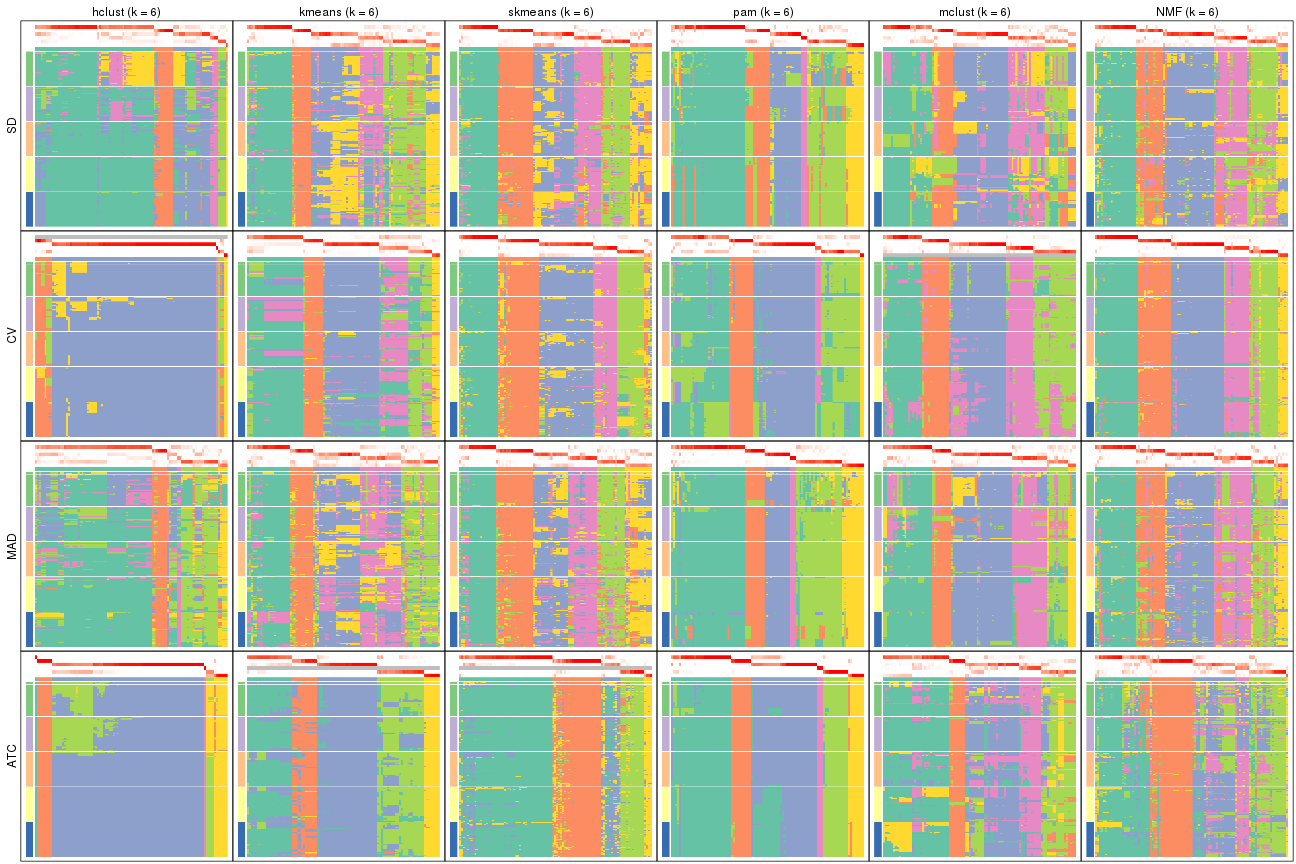 hclust (k = 6) kmeans (k = 6) skmeans (k = 6) pam (k = 6) mclust (k = 6) NMF (k = 6)
SD
CV
MAD
ATC